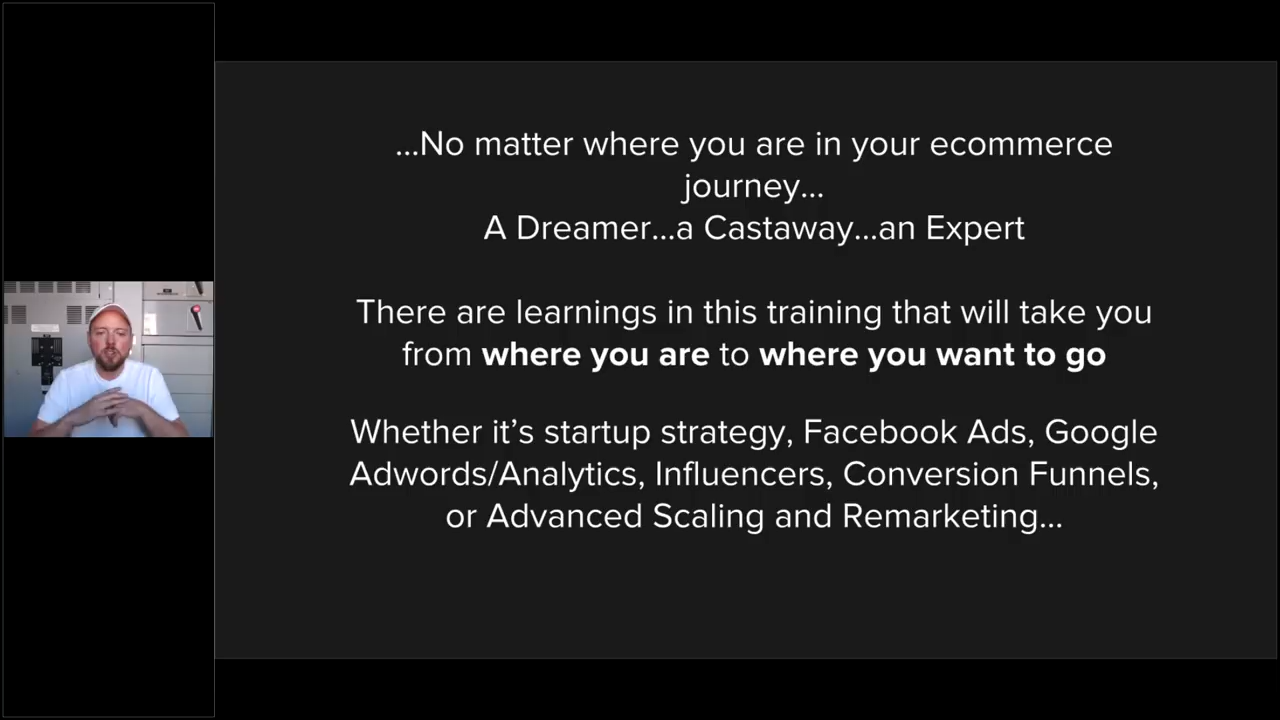 ...No matter where you are in your ecommerce
journey...
A Dreamer...a Castaway...an Expert
There are learnings in this training that will take you
from where you are to where you want to go
Whether it’s startup strategy, Facebook Ads, Google
Adwords/Analytics, Influencers, Conversion Funnels,
or Advanced Scaling and Remarketing...